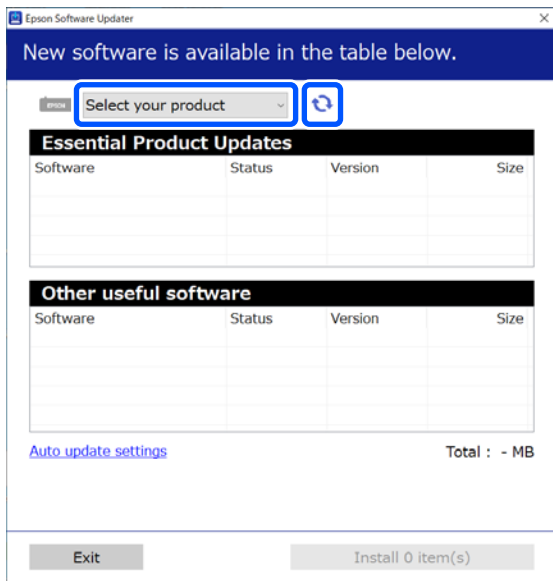 Epson Software Updater
New software is available in the table below.
EPSON Select your product
Essential Product Updates
Software Status Version Size
Other useful software
Software Status Version Size
Auto update settings Total : - MB
Exit Install 0 item(s)